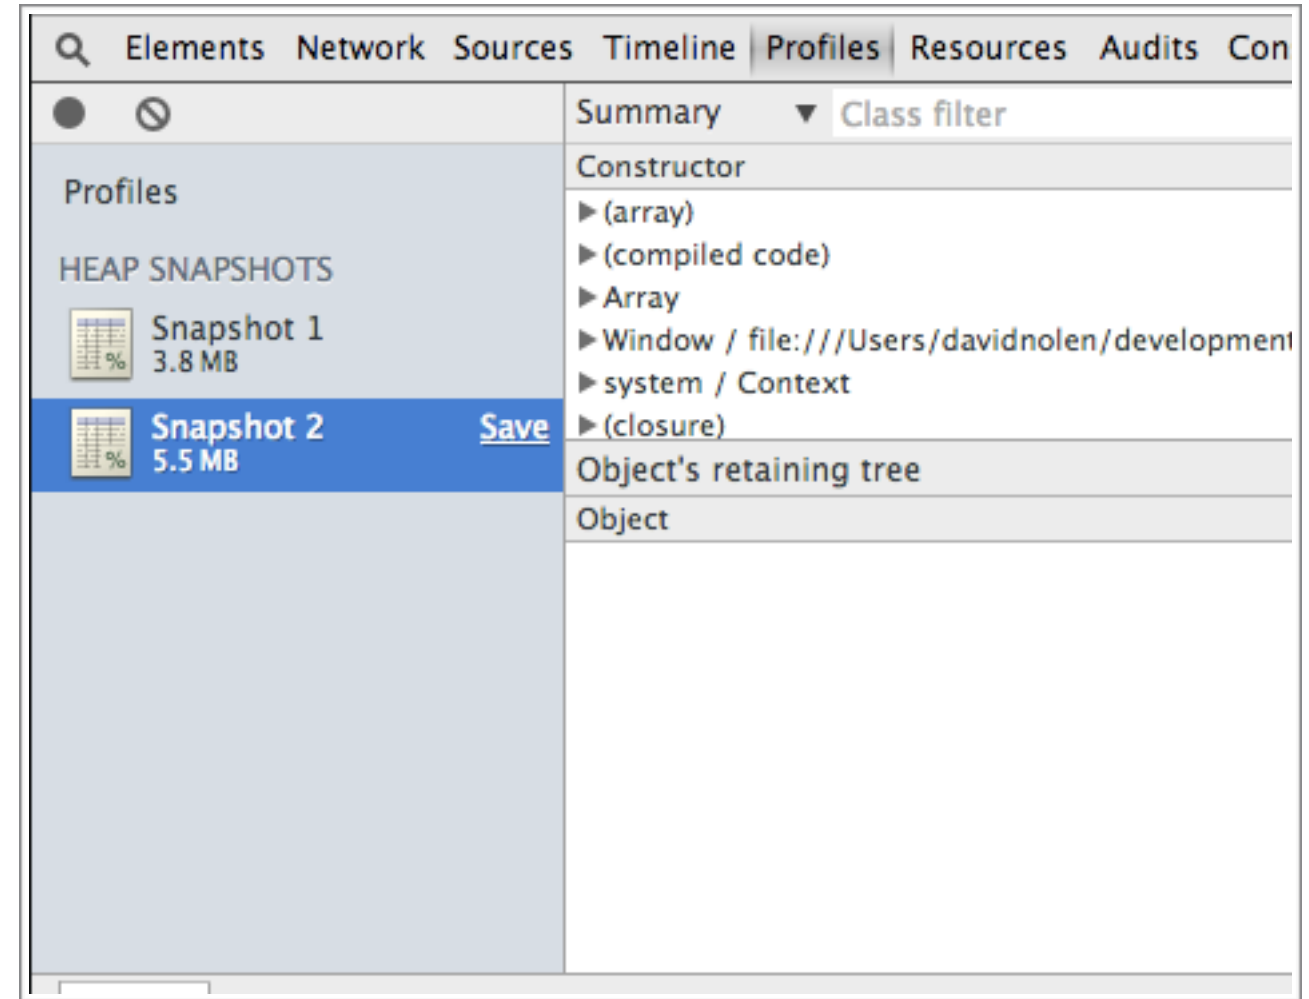 Elements Network Sources Timeline Profiles Resources Audits Con
Summary ▼ Class filter
Profiles
HEAP SNAPSHOTS
Snapshot 1
3.8 MB
Snapshot 2 Save
5.5 MB
Constructor
(array)
(compiled code)
Array
Window / file:///Users/davidnolen/development
system / Context
(closure)
Object's retaining tree
Object